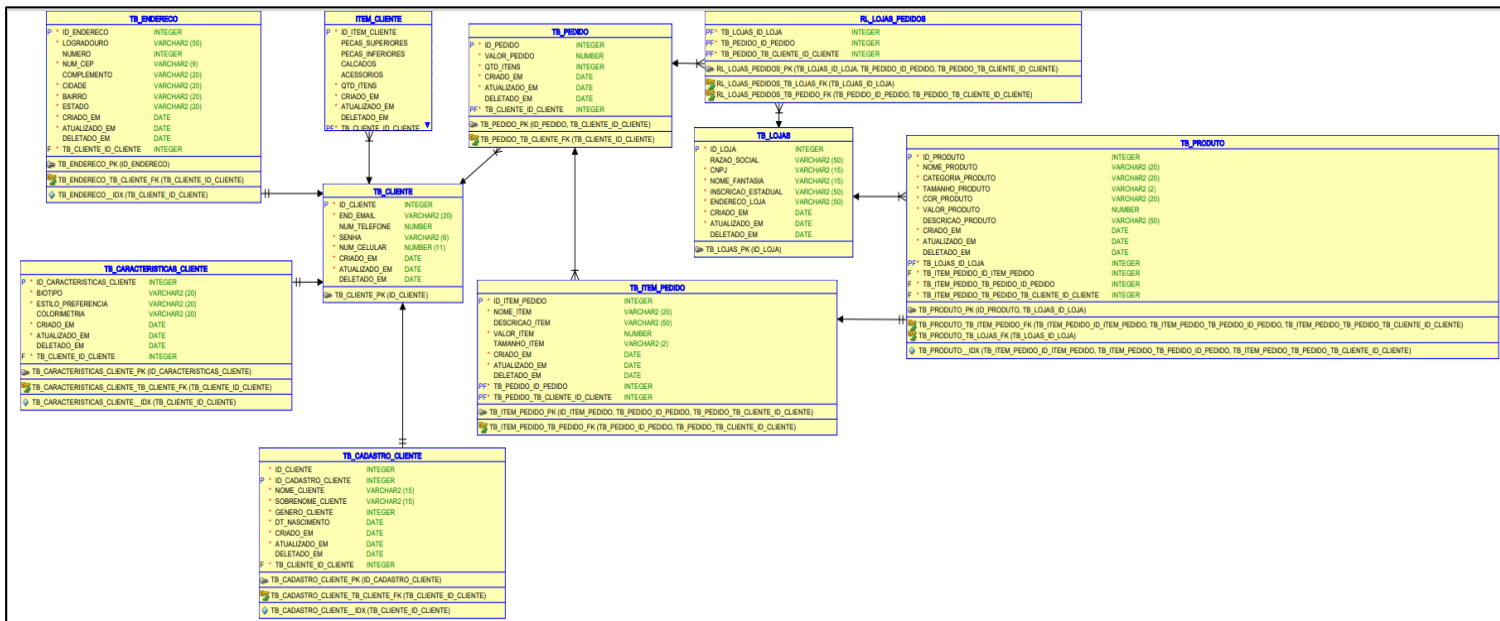 TB_ENDERECO
P * ID_ENDERECO INTEGER
* LOGRADOURO VARCHAR2 (50)
NUMERO INTEGER
* NUM_CEP VARCHAR2 (9)
COMPLEMENTO VARCHAR2 (20)
* CIDADE VARCHAR2 (20)
* BAIRRO VARCHAR2 (20)
* ESTADO VARCHAR2 (20)
* CRIADO_EM DATE
* ATUALIZADO_EM DATE
DELETADO_EM DATE
F * TB_CLIENTE_ID_CLIENTE INTEGER
TB_ENDERECO_PK (ID_ENDERECO)
TB_ENDERECO_TB_CLIENTE_FK (TB_CLIENTE_ID_CLIENTE)
TB_ENDERECO__IDX (TB_CLIENTE_ID_CLIENTE)
ITEM_CLIENTE
P * ID_ITEM_CLIENTE
PECAS_SUPERIORES
PECAS_INFERIORES
CALCADOS
ACESSORIOS
* QTD_ITENS
* CRIADO_EM
* ATUALIZADO_EM
DELETADO_EM
PF* TB_CLIENTE_ID_CLIENTE
TB_PEDIDO
P * ID_PEDIDO INTEGER
* VALOR_PEDIDO NUMBER
* QTD_ITENS INTEGER
* CRIADO_EM DATE
* ATUALIZADO_EM DATE
DELETADO_EM DATE
PF* TB_CLIENTE_ID_CLIENTE INTEGER
TB_PEDIDO_PK (ID_PEDIDO, TB_CLIENTE_ID_CLIENTE)
TB_PEDIDO_TB_CLIENTE_FK (TB_CLIENTE_ID_CLIENTE)
RL_LOJAS_PEDIDOS
PF* TB_LOJAS_ID_LOJA INTEGER
PF* TB_PEDIDO_ID_PEDIDO INTEGER
PF* TB_PEDIDO_TB_CLIENTE_ID_CLIENTE INTEGER
RL_LOJAS_PEDIDOS_PK (TB_LOJAS_ID_LOJA, TB_PEDIDO_ID_PEDIDO, TB_PEDIDO_TB_CLIENTE_ID_CLIENTE)
RL_LOJAS_PEDIDOS_TB_LOJAS_FK (TB_LOJAS_ID_LOJA)
RL_LOJAS_PEDIDOS_TB_PEDIDO_FK (TB_PEDIDO_ID_PEDIDO, TB_PEDIDO_TB_CLIENTE_ID_CLIENTE)
TB_LOJAS
P * ID_LOJA INTEGER
RAZAO_SOCIAL VARCHAR2 (50)
* CNPJ VARCHAR2 (15)
* NOME_FANTASIA VARCHAR2 (15)
* INSCRICAO_ESTADUAL VARCHAR2 (50)
* ENDERECO_LOJA VARCHAR2 (50)
* CRIADO_EM DATE
* ATUALIZADO_EM DATE
DELETADO_EM DATE
TB_LOJAS_PK (ID_LOJA)
TB_PRODUTO
P * ID_PRODUTO INTEGER
* NOME_PRODUTO VARCHAR2 (20)
* CATEGORIA_PRODUTO VARCHAR2 (20)
* TAMANHO_PRODUTO VARCHAR2 (2)
* COR_PRODUTO VARCHAR2 (20)
* VALOR_PRODUTO NUMBER
DESCRICAO_PRODUTO VARCHAR2 (50)
* CRIADO_EM DATE
* ATUALIZADO_EM DATE
DELETADO_EM DATE
PF* TB_LOJAS_ID_LOJA INTEGER
F * TB_ITEM_PEDIDO_ID_ITEM_PEDIDO INTEGER
F * TB_ITEM_PEDIDO_TB_PEDIDO_ID_PEDIDO INTEGER
F * TB_ITEM_PEDIDO_TB_PEDIDO_TB_CLIENTE_ID_CLIENTE INTEGER
TB_PRODUTO_PK (ID_PRODUTO, TB_LOJAS_ID_LOJA)
TB_PRODUTO_TB_ITEM_PEDIDO_FK (TB_ITEM_PEDIDO_ID_ITEM_PEDIDO, TB_ITEM_PEDIDO_TB_PEDIDO_ID_PEDIDO, TB_ITEM_PEDIDO_TB_PEDIDO_TB_CLIENTE_ID_CLIENTE)
TB_PRODUTO_TB_LOJAS_FK (TB_LOJAS_ID_LOJA)
TB_PRODUTO__IDX (TB_ITEM_PEDIDO_ID_ITEM_PEDIDO, TB_ITEM_PEDIDO_TB_PEDIDO_ID_PEDIDO, TB_ITEM_PEDIDO_TB_PEDIDO_TB_CLIENTE_ID_CLIENTE)
TB_CLIENTE
P * ID_CLIENTE INTEGER
* END_EMAIL VARCHAR2 (20)
NUM_TELEFONE NUMBER
* SENHA VARCHAR2 (6)
* NUM_CELULAR NUMBER (11)
* CRIADO_EM DATE
* ATUALIZADO_EM DATE
DELETADO_EM DATE
TB_CLIENTE_PK (ID_CLIENTE)
TB_CARACTERISTICAS_CLIENTE
P * ID_CARACTERISTICAS_CLIENTE INTEGER
* BIOTIPO VARCHAR2 (20)
* ESTILO_PREFERENCIA VARCHAR2 (20)
COLORIMETRIA VARCHAR2 (20)
* CRIADO_EM DATE
* ATUALIZADO_EM DATE
DELETADO_EM DATE
F * TB_CLIENTE_ID_CLIENTE INTEGER
TB_CARACTERISTICAS_CLIENTE_PK (ID_CARACTERISTICAS_CLIENTE)
TB_CARACTERISTICAS_CLIENTE_TB_CLIENTE_FK (TB_CLIENTE_ID_CLIENTE)
TB_CARACTERISTICAS_CLIENTE__IDX (TB_CLIENTE_ID_CLIENTE)
TB_ITEM_PEDIDO
P * ID_ITEM_PEDIDO INTEGER
* NOME_ITEM VARCHAR2 (20)
DESCRICAO_ITEM VARCHAR2 (50)
* VALOR_ITEM NUMBER
TAMANHO_ITEM VARCHAR2 (2)
* CRIADO_EM DATE
* ATUALIZADO_EM DATE
DELETADO_EM DATE
PF* TB_PEDIDO_ID_PEDIDO INTEGER
PF* TB_PEDIDO_TB_CLIENTE_ID_CLIENTE INTEGER
TB_ITEM_PEDIDO_PK (ID_ITEM_PEDIDO, TB_PEDIDO_ID_PEDIDO, TB_PEDIDO_TB_CLIENTE_ID_CLIENTE)
TB_ITEM_PEDIDO_TB_PEDIDO_FK (TB_PEDIDO_ID_PEDIDO, TB_PEDIDO_TB_CLIENTE_ID_CLIENTE)
TB_CADASTRO_CLIENTE
* ID_CLIENTE INTEGER
P * ID_CADASTRO_CLIENTE INTEGER
* NOME_CLIENTE VARCHAR2 (15)
* SOBRENOME_CLIENTE VARCHAR2 (15)
* GENERO_CLIENTE INTEGER
* DT_NASCIMENTO DATE
* CRIADO_EM DATE
* ATUALIZADO_EM DATE
DELETADO_EM DATE
F * TB_CLIENTE_ID_CLIENTE INTEGER
TB_CADASTRO_CLIENTE_PK (ID_CADASTRO_CLIENTE)
TB_CADASTRO_CLIENTE_TB_CLIENTE_FK (TB_CLIENTE_ID_CLIENTE)
TB_CADASTRO_CLIENTE__IDX (TB_CLIENTE_ID_CLIENTE)